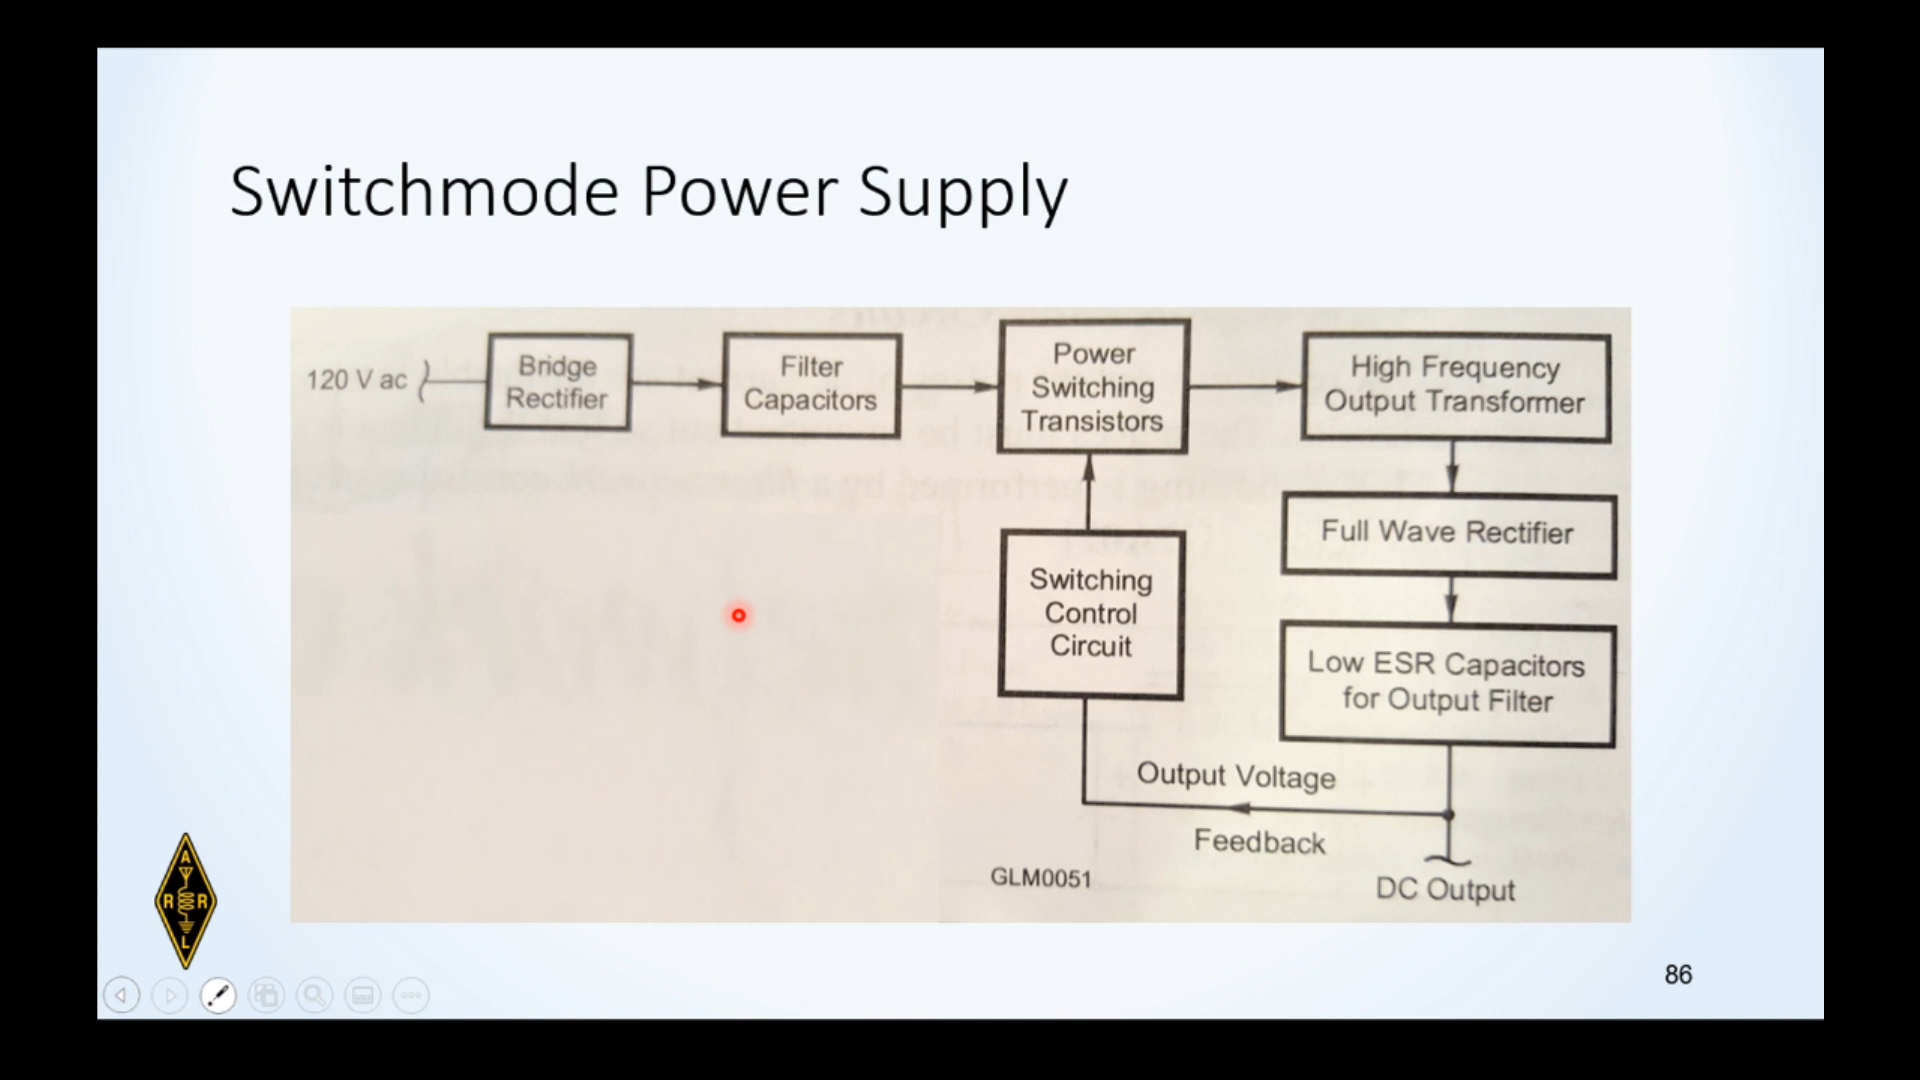 Switchmode Power Supply
120 V ac
Bridge
Rectifier
Filter
Capacitors
Power
Switching
Transistors
High Frequency
Output Transformer
Full Wave Rectifier
Switching
Control
Circuit
Low ESR Capacitors
for Output Filter
Output Voltage
Feedback
GLM0051
DC Output
A
R R
L
86